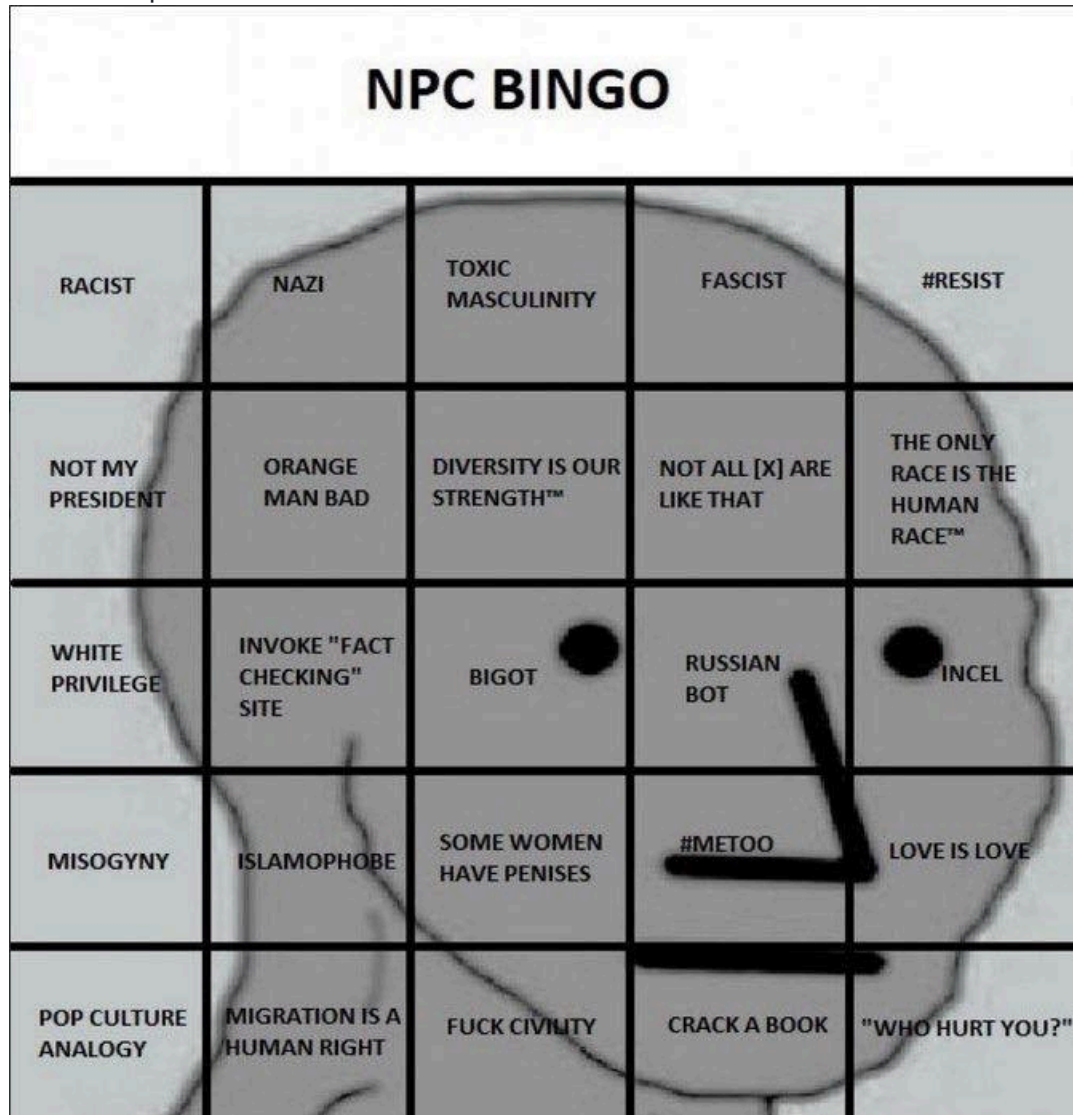 NPC BINGO
RACIST
NAZI
TOXIC
MASCULINITY
FASCIST
#RESIST
NOT MY
PRESIDENT
ORANGE
MAN BAD
DIVERSITY IS OUR
STRENGTH™
NOT ALL [X] ARE
LIKE THAT
THE ONLY
RACE IS THE
HUMAN
RACE™
WHITE
PRIVILEGE
INVOKE "FACT
CHECKING"
SITE
BIGOT
RUSSIAN
BOT
INCEL
MISOGYNY
ISLAMOPHOBE
SOME WOMEN
HAVE PENISES
#METOO
LOVE IS LOVE
POP CULTURE
ANALOGY
MIGRATION IS A
HUMAN RIGHT
FUCK CIVILITY
CRACK A BOOK
"WHO HURT YOU?"